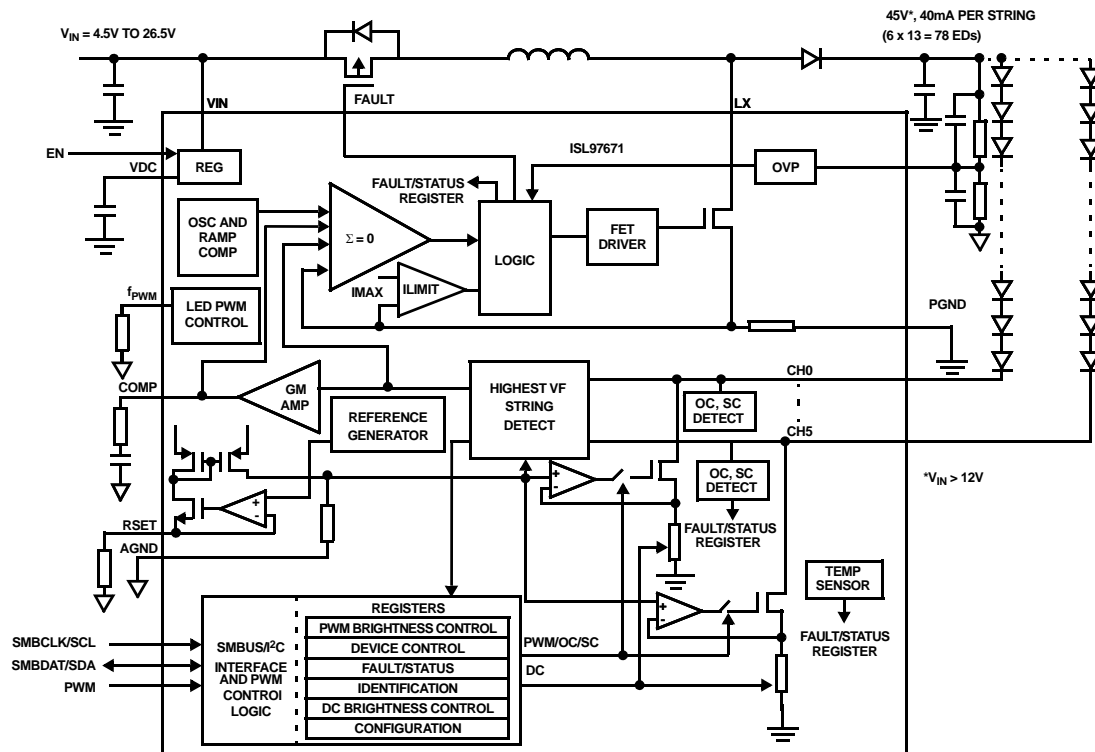 45V*, 40mA PER STRING
(6 x 13 = 78 EDs)
VIN = 4.5V TO 26.5V
FAULT
VIN
LX
EN
REG
VDC
ISL97671
OVP
FAULT/STATUS
REGISTER
OSC AND
RAMP
COMP
Σ = 0
LOGIC
FET
DRIVER
IMAX
ILIMIT
fPWM
LED PWM
CONTROL
PGND
COMP
GM
AMP
HIGHEST VF
STRING
DETECT
CH0
OC, SC
DETECT
REFERENCE
GENERATOR
CH5
OC, SC
DETECT
*VIN > 12V
+
-
+
-
RSET
FAULT/STATUS
REGISTER
AGND
TEMP
SENSOR
+
-
FAULT/STATUS
REGISTER
REGISTERS
PWM BRIGHTNESS CONTROL
DEVICE CONTROL
FAULT/STATUS
IDENTIFICATION
DC BRIGHTNESS CONTROL
CONFIGURATION
SMBUS/I2C
INTERFACE
AND PWM
CONTROl
LOGIC
PWM/OC/SC
DC
SMBCLK/SCL
SMBDAT/SDA
PWM